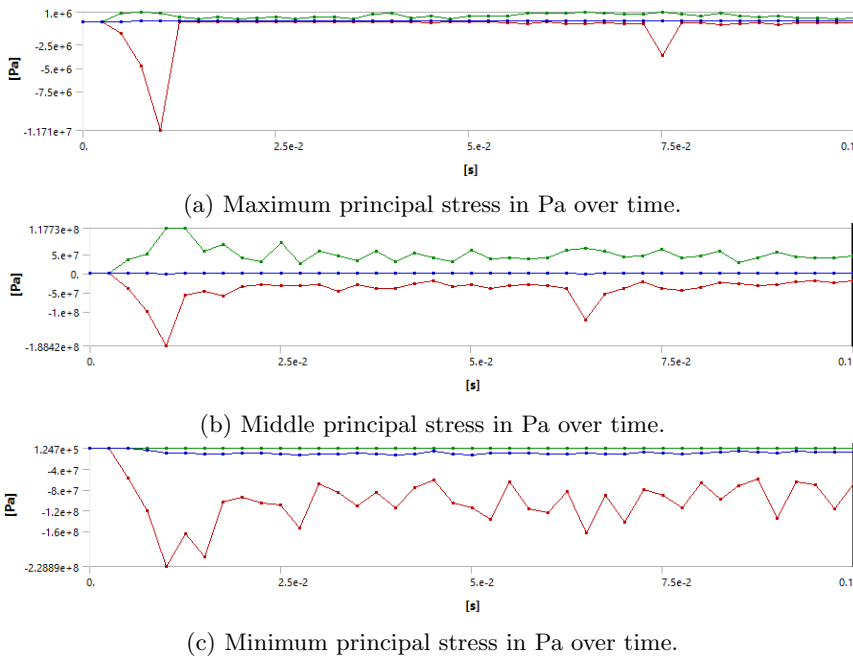 1.e+6
-2.5e+6
-5.e+6
-7.5e+6
-1.171e+7
[Pa]
0. 2.5e-2 5.e-2 7.5e-2 0.1
[s]
(a) Maximum principal stress in Pa over time.
1.1773e+8
5.e+7
0.
-5.e+7
-1.e+8
-1.8842e+8
[Pa]
0. 2.5e-2 5.e-2 7.5e-2 0.1
[s]
(b) Middle principal stress in Pa over time.
1.247e+5
-4.e+7
-8.e+7
-1.2e+8
-1.6e+8
-2.2889e+8
[Pa]
0. 2.5e-2 5.e-2 7.5e-2 0.1
[s]
(c) Minimum principal stress in Pa over time.